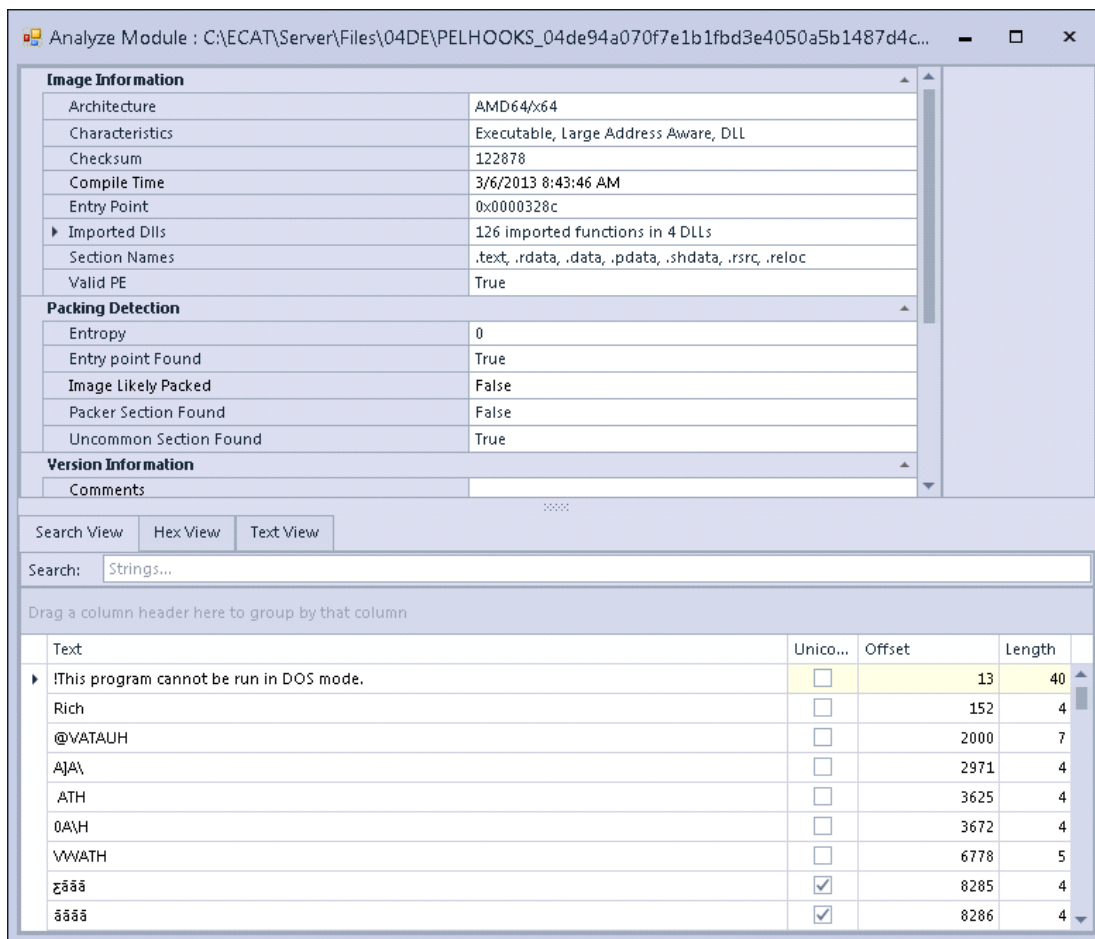 Analyze Module : C:\ECAT\Server\Files\04DE\PELHOOKS_04de94a070f7e1b1fbd3e4050a5b1487d4c...
Image Information
Architecture AMD64/x64
Characteristics Executable, Large Address Aware, DLL
Checksum 122878
Compile Time 3/6/2013 8:43:46 AM
Entry Point 0x0000328c
Imported Dlls 126 imported functions in 4 DLLs
Section Names .text, .rdata, .data, .pdata, .shdata, .rsrc, .reloc
Valid PE True
Packing Detection
Entropy 0
Entry point Found True
Image Likely Packed False
Packer Section Found False
Uncommon Section Found True
Version Information
Comments
Search View Hex View Text View
Search: Strings...
Drag a column header here to group by that column
Text Unico... Offset Length
!This program cannot be run in DOS mode. 13 40
Rich 152 4
@VATAUH 2000 7
A]A\ 2971 4
ATH 3625 4
0A\H 3672 4
VWATH 6778 5
8285 4
āāāā 8286 4